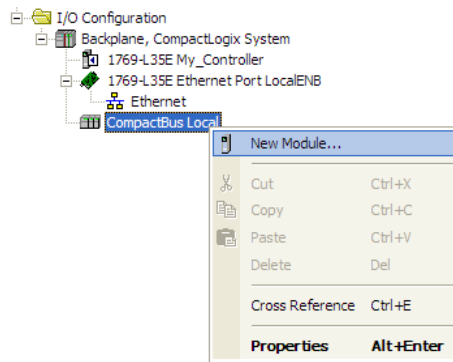 I/O Configuration
Backplane, CompactLogix System
1769-L35E My_Controller
1769-L35E Ethernet Port LocalENB
Ethernet
CompactBus Local
New Module...
Cut Ctrl+X
Copy Ctrl+C
Paste Ctrl+V
Delete Del
Cross Reference Ctrl+E
Properties Alt+Enter